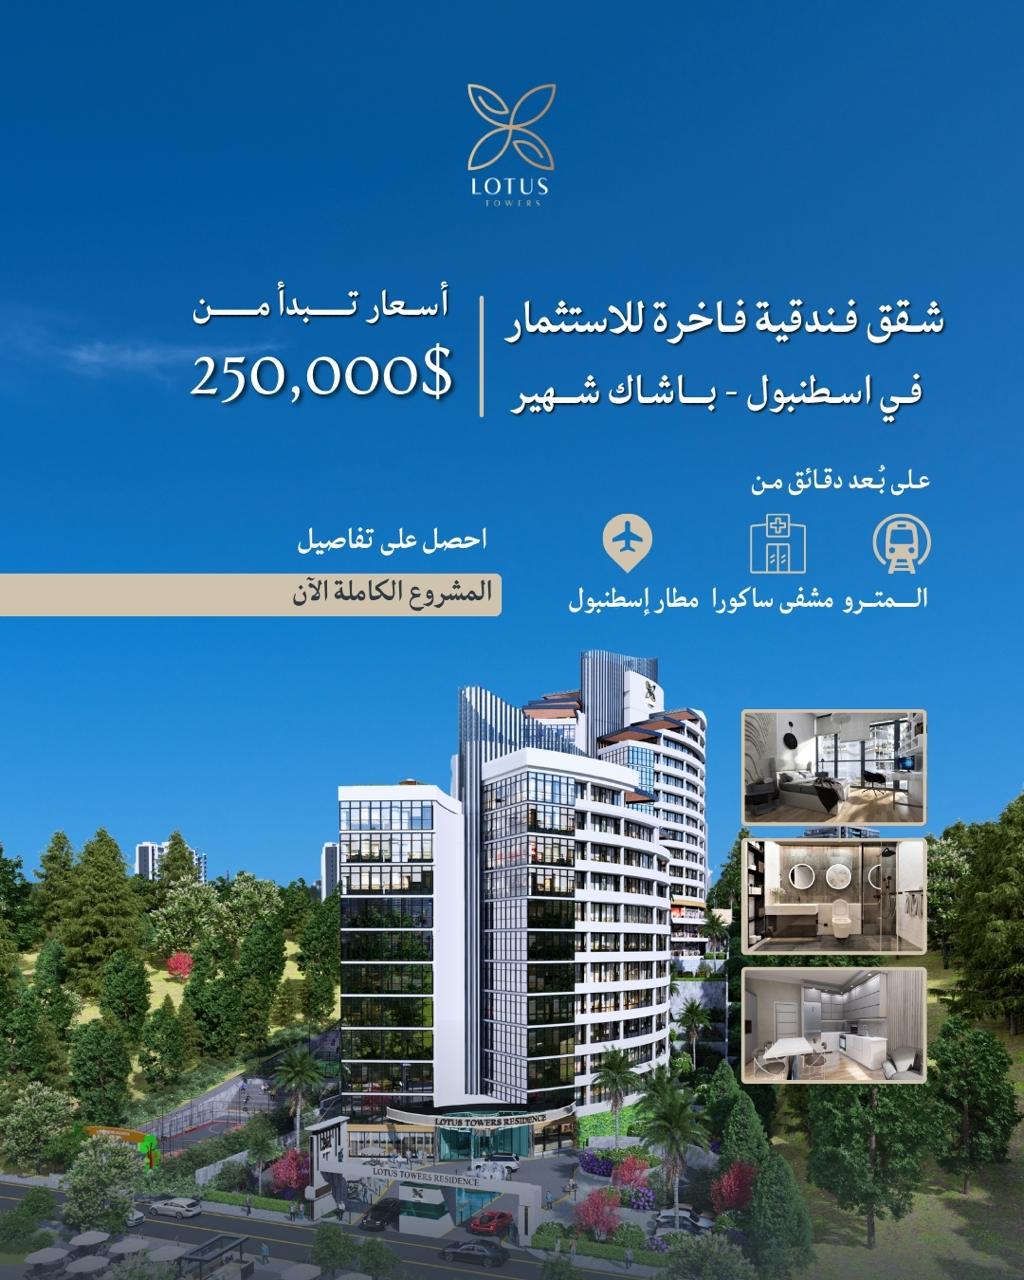 LOTUS
TOWERS
شقق فندقية فاخرة للاستثمار
في اسطنبول - باشاك شهير
أسعار تبدأ من
250,000$
على بُعد دقائق من
المترو
مشفى ساكورا
مطار إسطنبول
احصل على تفاصيل
المشروع الكاملة الآن
LOTUS TOWERS RESIDENCE
LOTUS TOWERS RESIDENCE